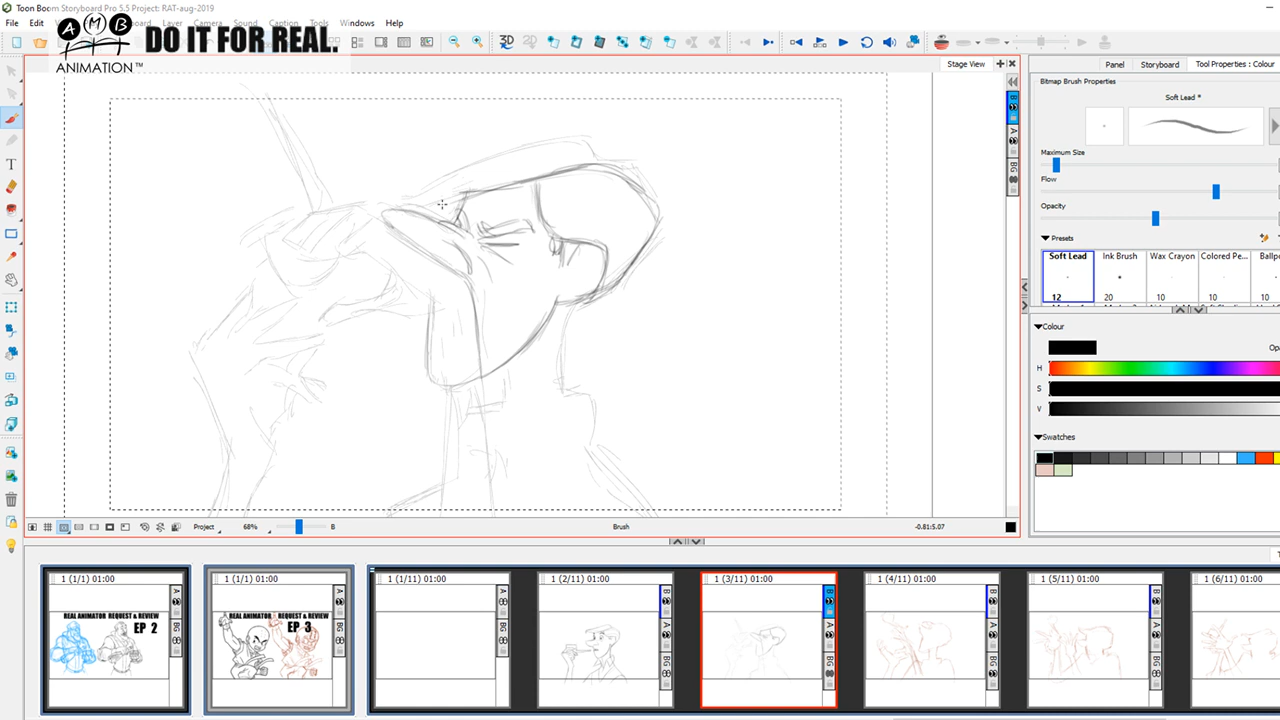 Toon Boom Storyboard Pro 5.5 Project: RAT-aug-2019
File Edit Layer Camera Sound Caption Tools Windows Help
AMB
ANIMATION™
DO IT FOR REAL.
3D 2D
Stage View
Panel Storyboard Tool Properties : Colour
Bitmap Brush Properties
Soft Lead *
Maximum Size
Flow
Opacity
Presets
Soft Lead Ink Brush Wax Crayon Colored Pe... Ballpo
12 20 10 10 10
Colour
Opa
H
S
V
Swatches
B
A
BG
Project 68% B Brush -0.81:5.07
1 (1/1) 01:00 1 (1/1) 01:00 1 (1/11) 01:00 1 (2/11) 01:00 1 (3/11) 01:00 1 (4/11) 01:00 1 (5/11) 01:00 1 (6/11) 01:00
REAL ANIMATOR REQUEST & REVIEW
EP 2
REAL ANIMATOR REQUEST & REVIEW
EP 3